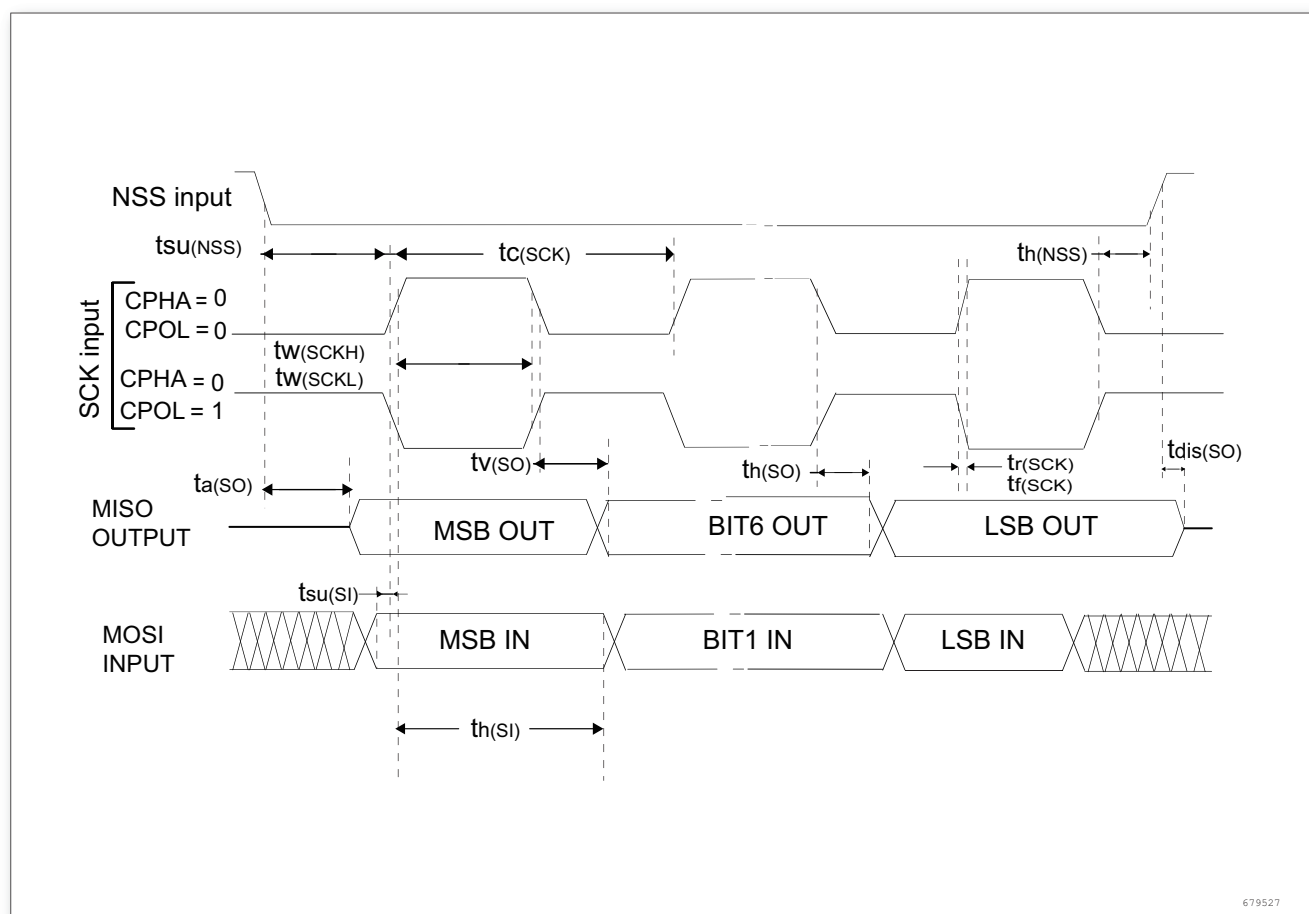 NSS input
tsu(NSS)
tc(SCK)
th(NSS)
SCK input
CPHA = 0
CPOL = 0
tw(SCKH)
tw(SCKL)
CPHA = 0
CPOL = 1
tv(SO)
th(SO)
tr(SCK)
tf(SCK)
tdis(SO)
ta(SO)
MISO
OUTPUT
MSB OUT
BIT6 OUT
LSB OUT
tsu(SI)
MOSI
INPUT
MSB IN
BIT1 IN
LSB IN
th(SI)
679527